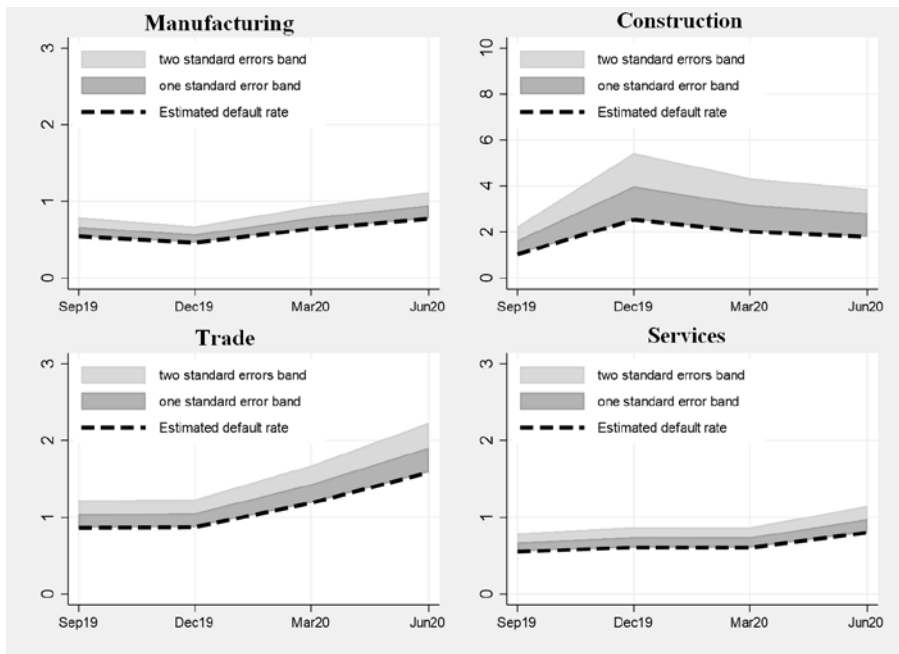 Manufacturing
3
2
1
0
two standard errors band
one standard error band
Estimated default rate
Sep19 Dec19 Mar20 Jun20
Construction
10
8
6
4
2
0
two standard errors band
one standard error band
Estimated default rate
Sep19 Dec19 Mar20 Jun20
Trade
3
2
1
0
two standard errors band
one standard error band
Estimated default rate
Sep19 Dec19 Mar20 Jun20
Services
3
2
1
0
two standard errors band
one standard error band
Estimated default rate
Sep19 Dec19 Mar20 Jun20